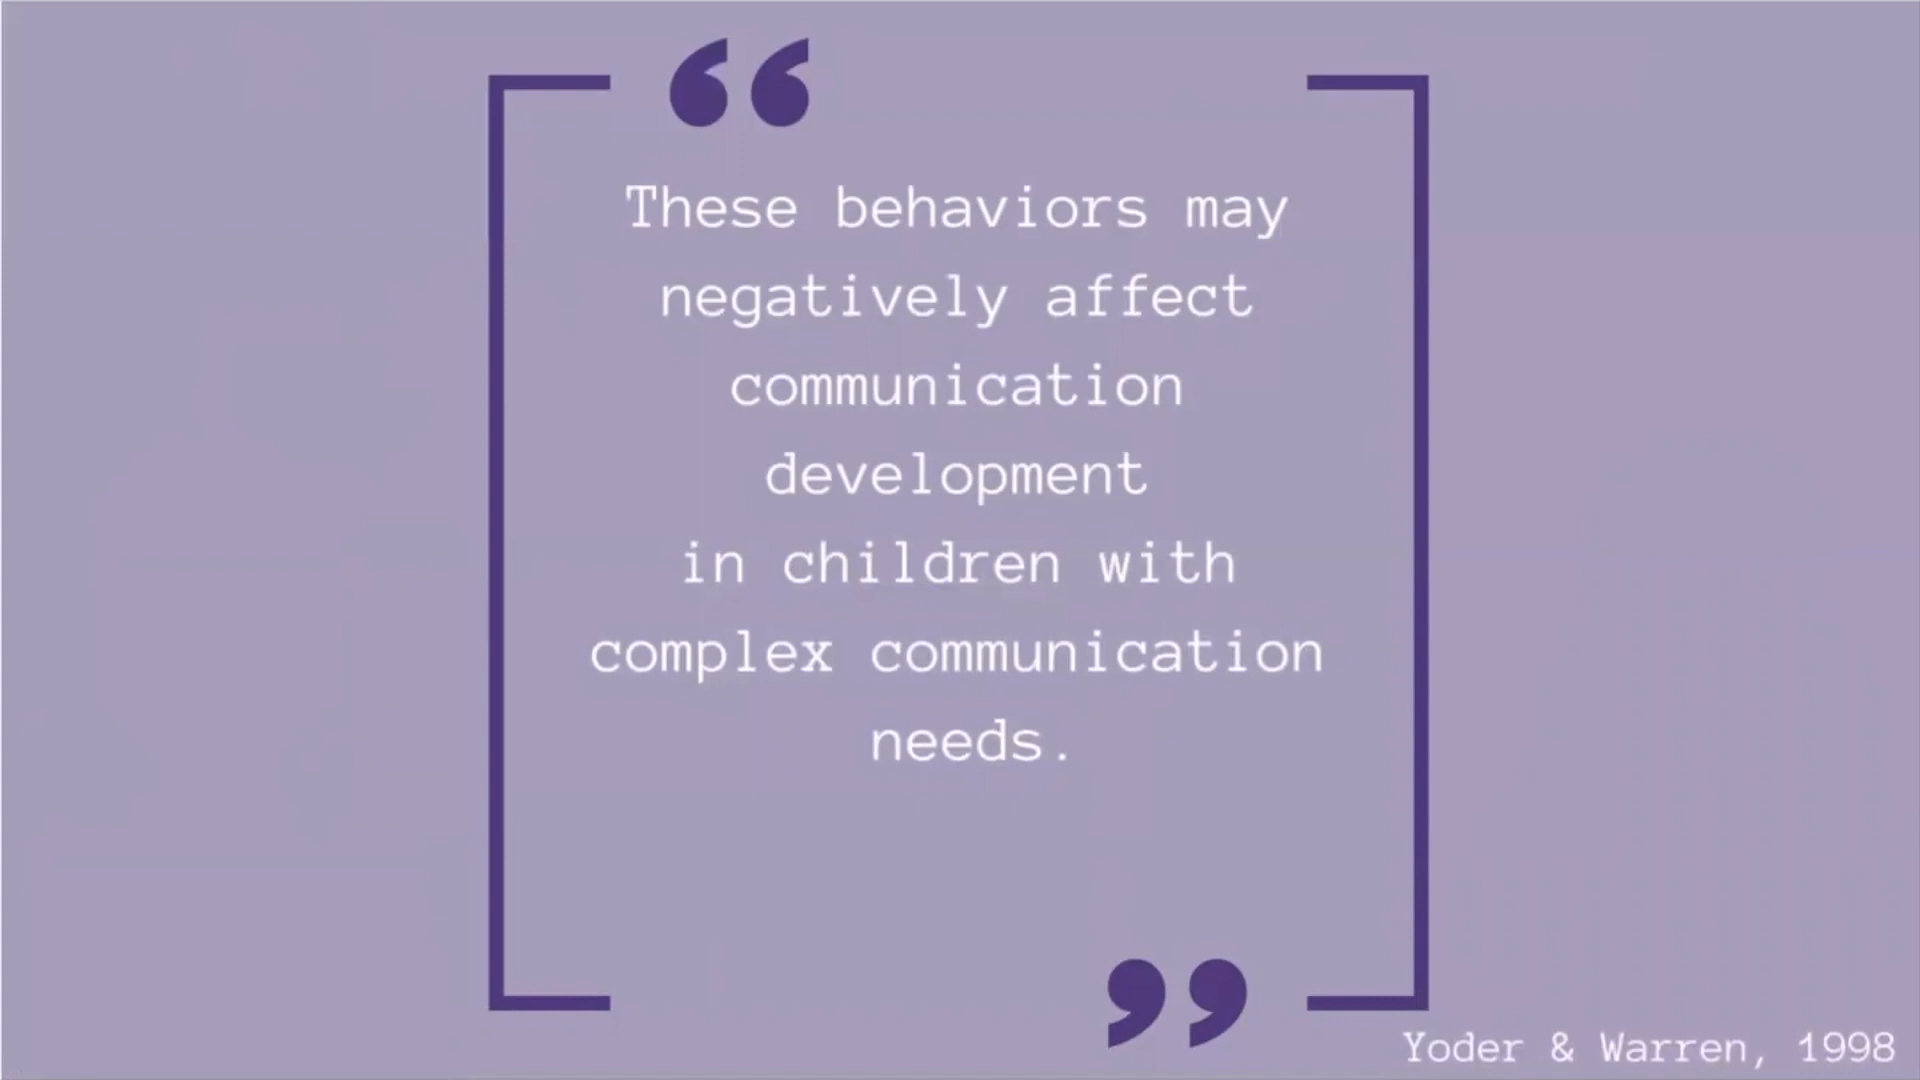 “
These behaviors may
negatively affect
communication
development
in children with
complex communication
needs.
”
Yoder & Warren, 1998